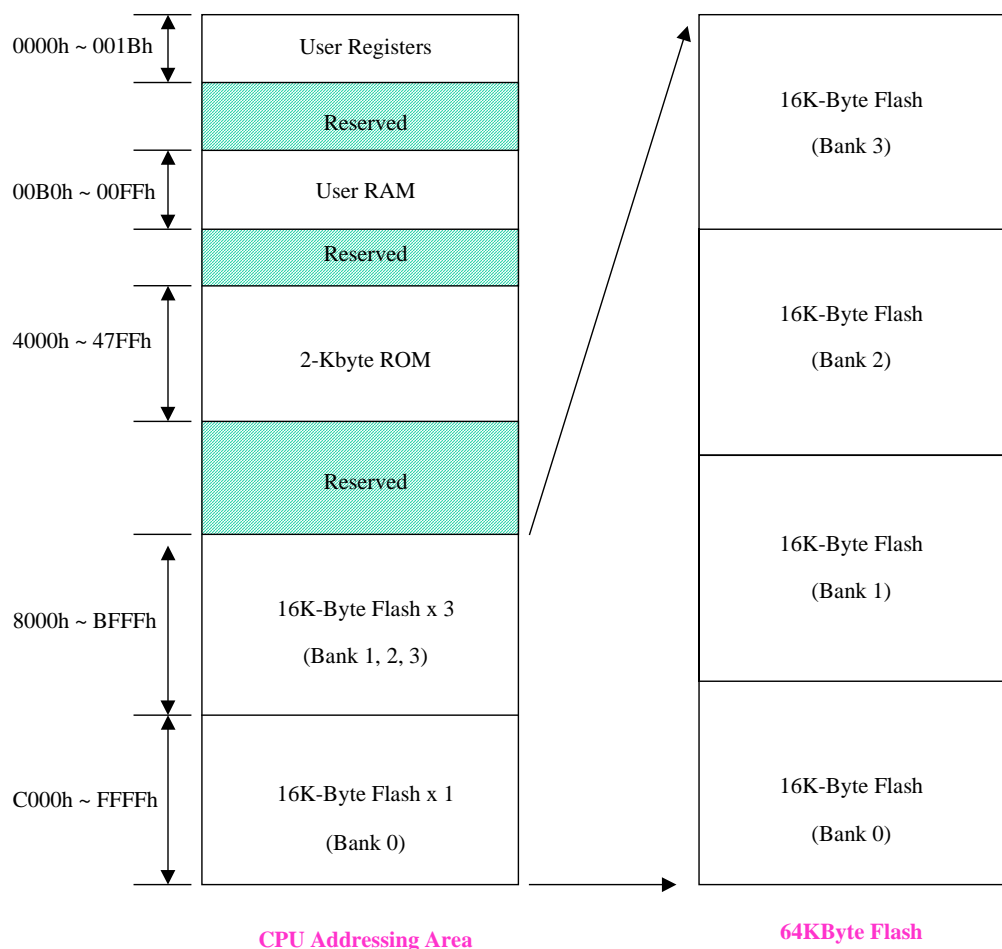 0000h ~ 001Bh
User Registers
Reserved
00B0h ~ 00FFh
User RAM
Reserved
4000h ~ 47FFh
2-Kbyte ROM
Reserved
8000h ~ BFFFh
16K-Byte Flash x 3
(Bank 1, 2, 3)
C000h ~ FFFFh
16K-Byte Flash x 1
(Bank 0)
CPU Addressing Area
16K-Byte Flash
(Bank 3)
16K-Byte Flash
(Bank 2)
16K-Byte Flash
(Bank 1)
16K-Byte Flash
(Bank 0)
64KByte Flash